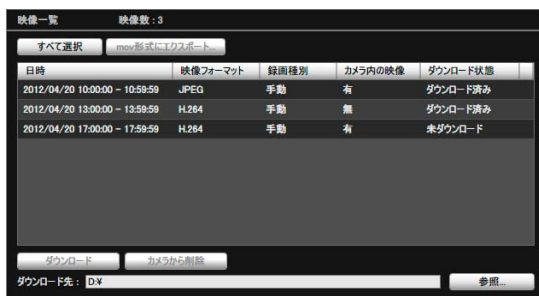 映像一覧 映像数 : 3
すべて選択 mov形式にエクスポート...
日時 映像フォーマット 録画種別 カメラ内の映像 ダウンロード状態
2012/04/20 10:00:00 - 10:59:59 JPEG 手動 有 ダウンロード済み
2012/04/20 13:00:00 - 13:59:59 H.264 手動 無 ダウンロード済み
2012/04/20 17:00:00 - 17:59:59 H.264 手動 有 未ダウンロード
ダウンロード カメラから削除
ダウンロード先 : D:¥ 参照...